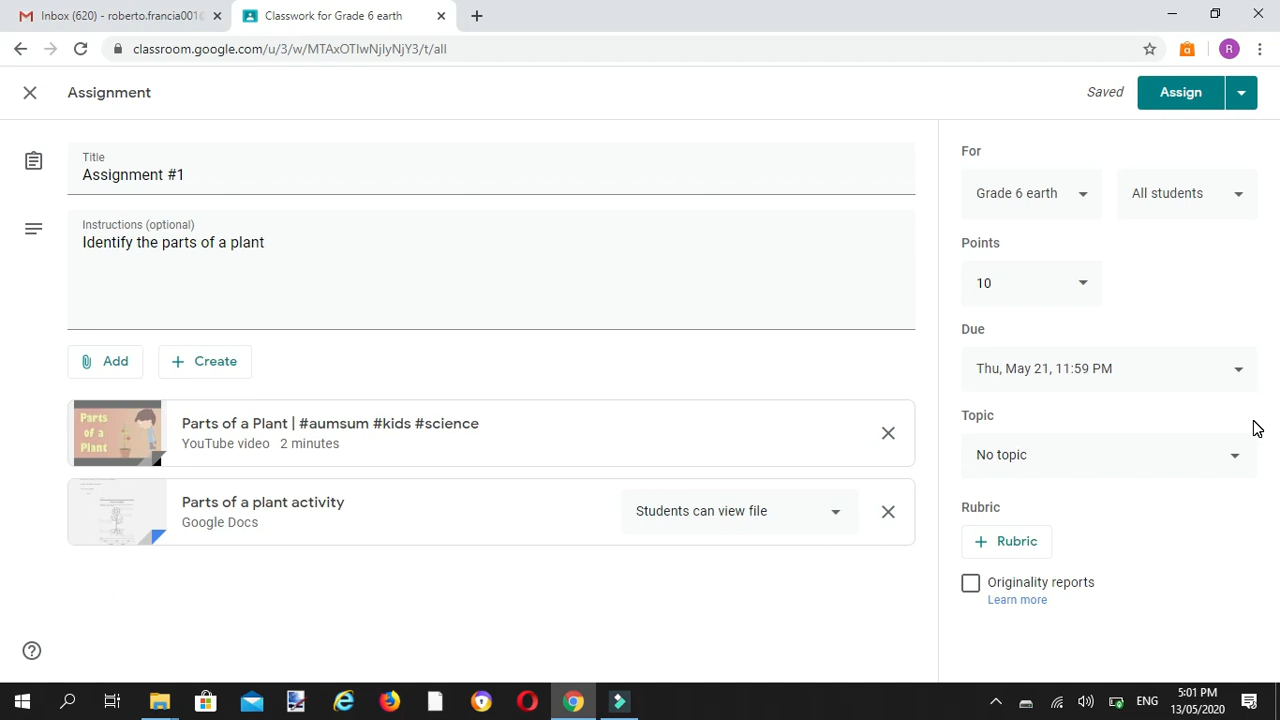 Inbox (620) - roberto.francia001@
Classwork for Grade 6 earth
classroom.google.com/u/3/w/MTAxOTIwNjIyNjY3/t/all
R
Assignment
Saved
Assign
Title
Assignment #1
Instructions (optional)
Identify the parts of a plant
Add
Create
Parts
of a
Plant
Parts of a Plant | #aumsum #kids #science
YouTube video 2 minutes
Parts of a plant activity
Google Docs
Students can view file
For
Grade 6 earth
All students
Points
10
Due
Thu, May 21, 11:59 PM
Topic
No topic
Rubric
Rubric
Originality reports
Learn more
ENG
5:01 PM
13/05/2020